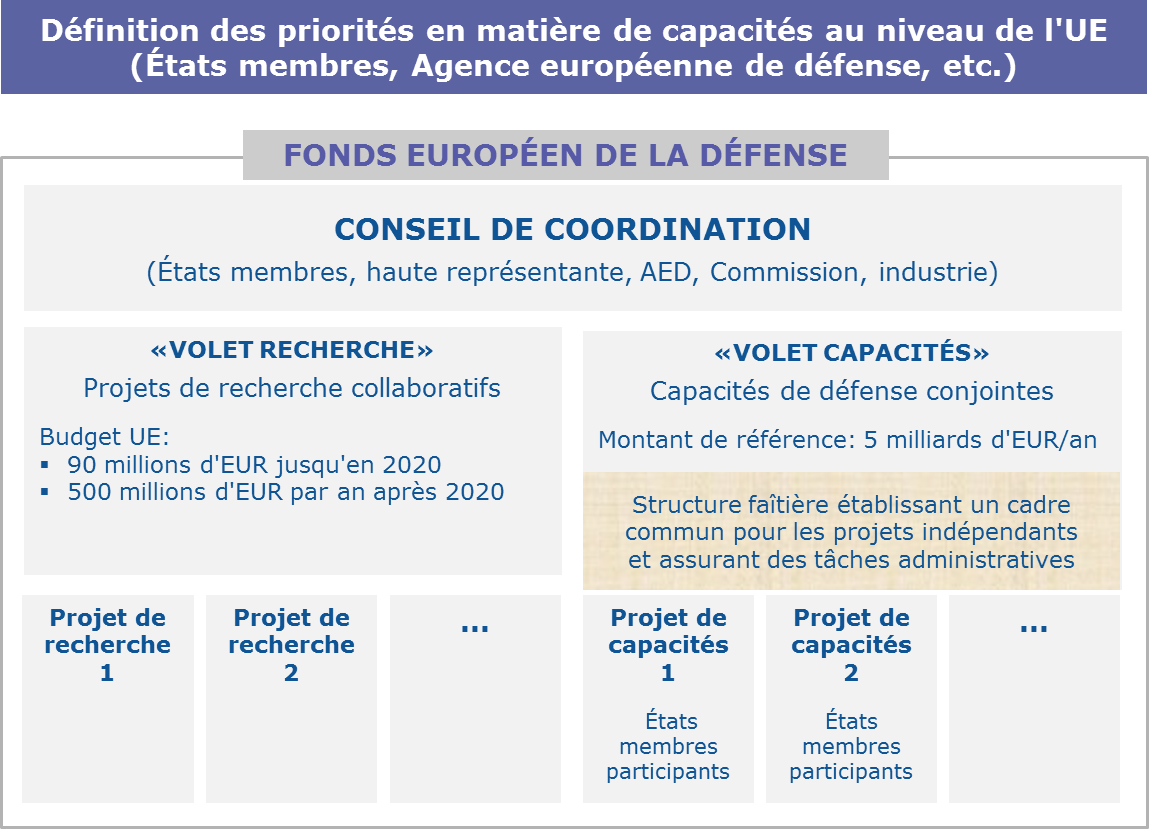 Définition des priorités en matière de capacités au niveau de l'UE
(États membres, Agence européenne de défense, etc.)
FONDS EUROPÉEN DE LA DÉFENSE
CONSEIL DE COORDINATION
(États membres, haute représentante, AED, Commission, industrie)
«VOLET RECHERCHE»
Projets de recherche collaboratifs
Budget UE:
▪ 90 millions d'EUR jusqu'en 2020
▪ 500 millions d'EUR par an après 2020
«VOLET CAPACITÉS»
Capacités de défense conjointes
Montant de référence: 5 milliards d'EUR/an
Structure faîtière établissant un cadre
commun pour les projets indépendants
et assurant des tâches administratives
Projet de
recherche
1
Projet de
recherche
2
...
Projet de
capacités
1
États
membres
participants
Projet de
capacités
2
États
membres
participants
...